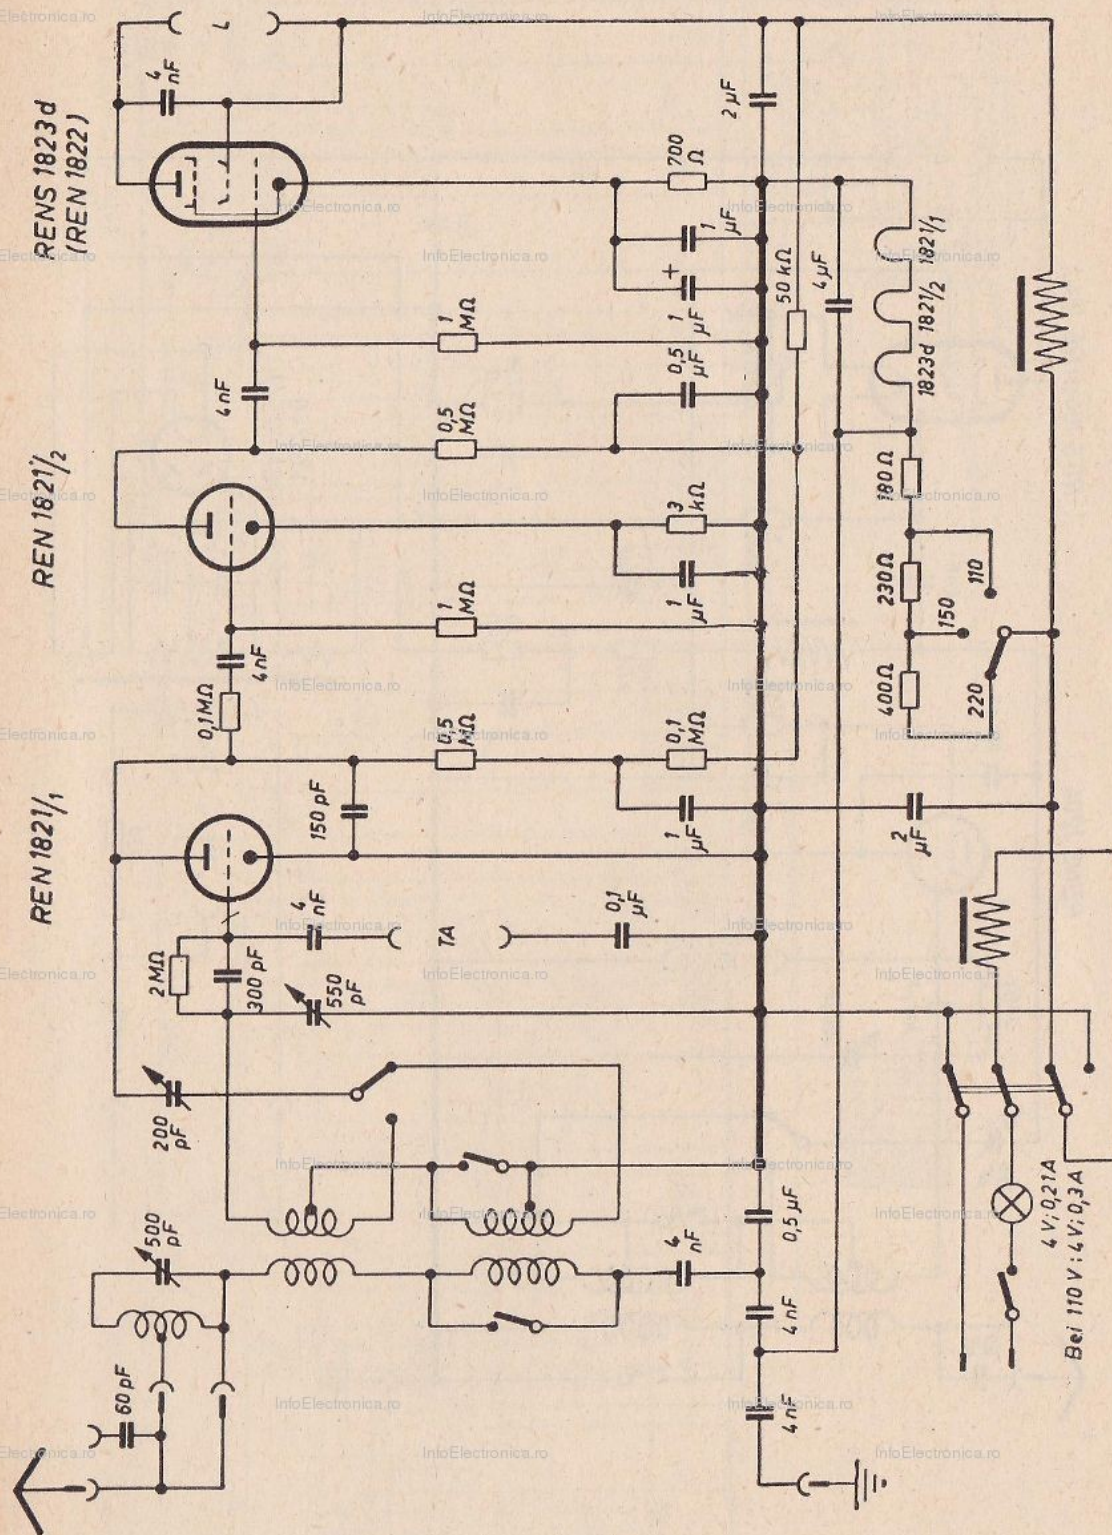 REN 1821/1
REN 1821/2
RENS 1823d
(REN 1822)
60 pF
500
pF
200
pF
2 MΩ
300 pF
4
nF
TA
0,1
µF
550
pF
150 pF
0,1 MΩ
4 nF
0,5
MΩ
0,1
MΩ
1
µF
1
MΩ
1
µF
3
kΩ
4 nF
0,5
MΩ
0,5
µF
1
MΩ
1
µF
+
1
µF
700
Ω
4
nF
L
2 µF
50 kΩ
4 µF
1823d 1821/2 1821/1
180 Ω
230 Ω
400 Ω
110
150
220
2
µF
4
nF
0,5 µF
4 nF
4 nF
4 V; 0,21 A
Bei 110 V : 4 V; 0,3 A
InfoElectronica.ro